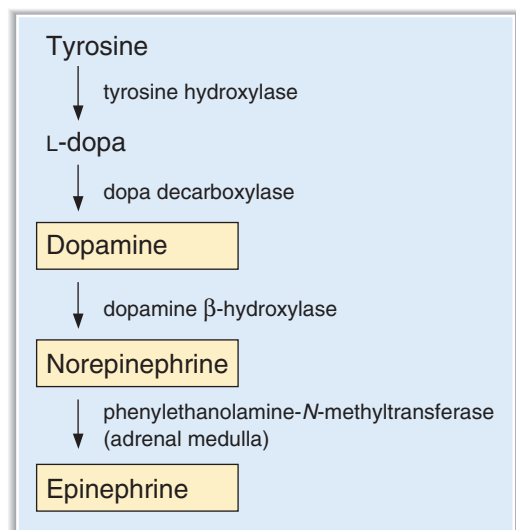 Tyrosine
tyrosine hydroxylase
L-dopa
dopa decarboxylase
Dopamine
dopamine β-hydroxylase
Norepinephrine
phenylethanolamine-N-methyltransferase
(adrenal medulla)
Epinephrine